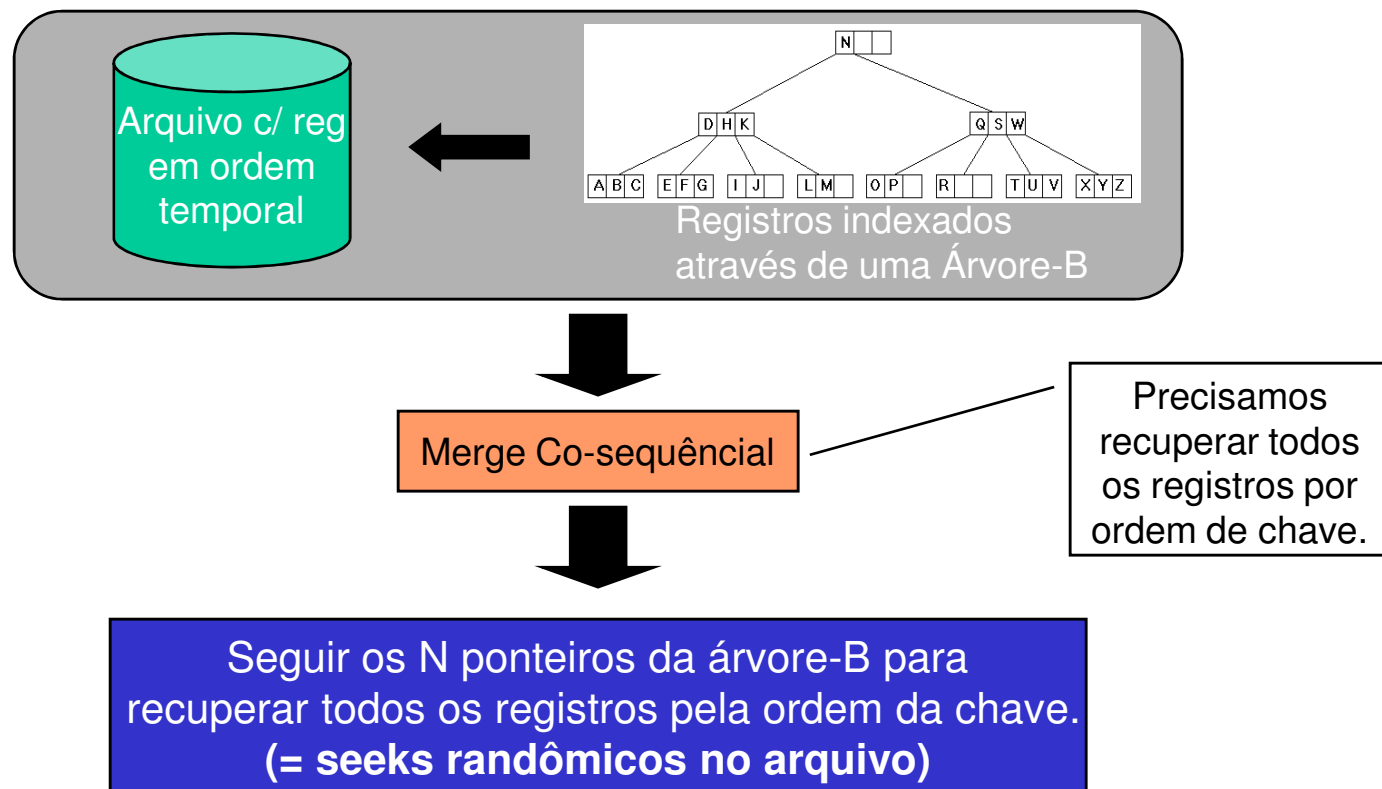 N
D H K
Q S W
A B C
E F G
I J
L M
O P
R
T U V
X Y Z
Arquivo c/ reg
em ordem
temporal
Registros indexados
através de uma Árvore-B
Merge Co-sequêncial
Precisamos
recuperar todos
os registros por
ordem de chave.
Seguir os N ponteiros da árvore-B para
recuperar todos os registros pela ordem da chave.
(= seeks randômicos no arquivo)